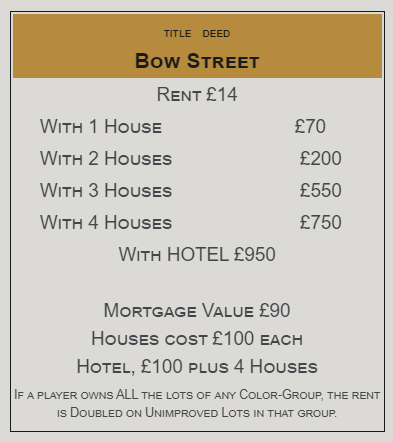 TITLE DEED
BOW STREET
RENT £14
WITH 1 HOUSE £70
WITH 2 HOUSES £200
WITH 3 HOUSES £550
WITH 4 HOUSES £750
WITH HOTEL £950
MORTGAGE VALUE £90
HOUSES COST £100 EACH
HOTEL, £100 PLUS 4 HOUSES
IF A PLAYER OWNS ALL THE LOTS OF ANY COLOR-GROUP, THE RENT
IS DOUBLED ON UNIMPROVED LOTS IN THAT GROUP.